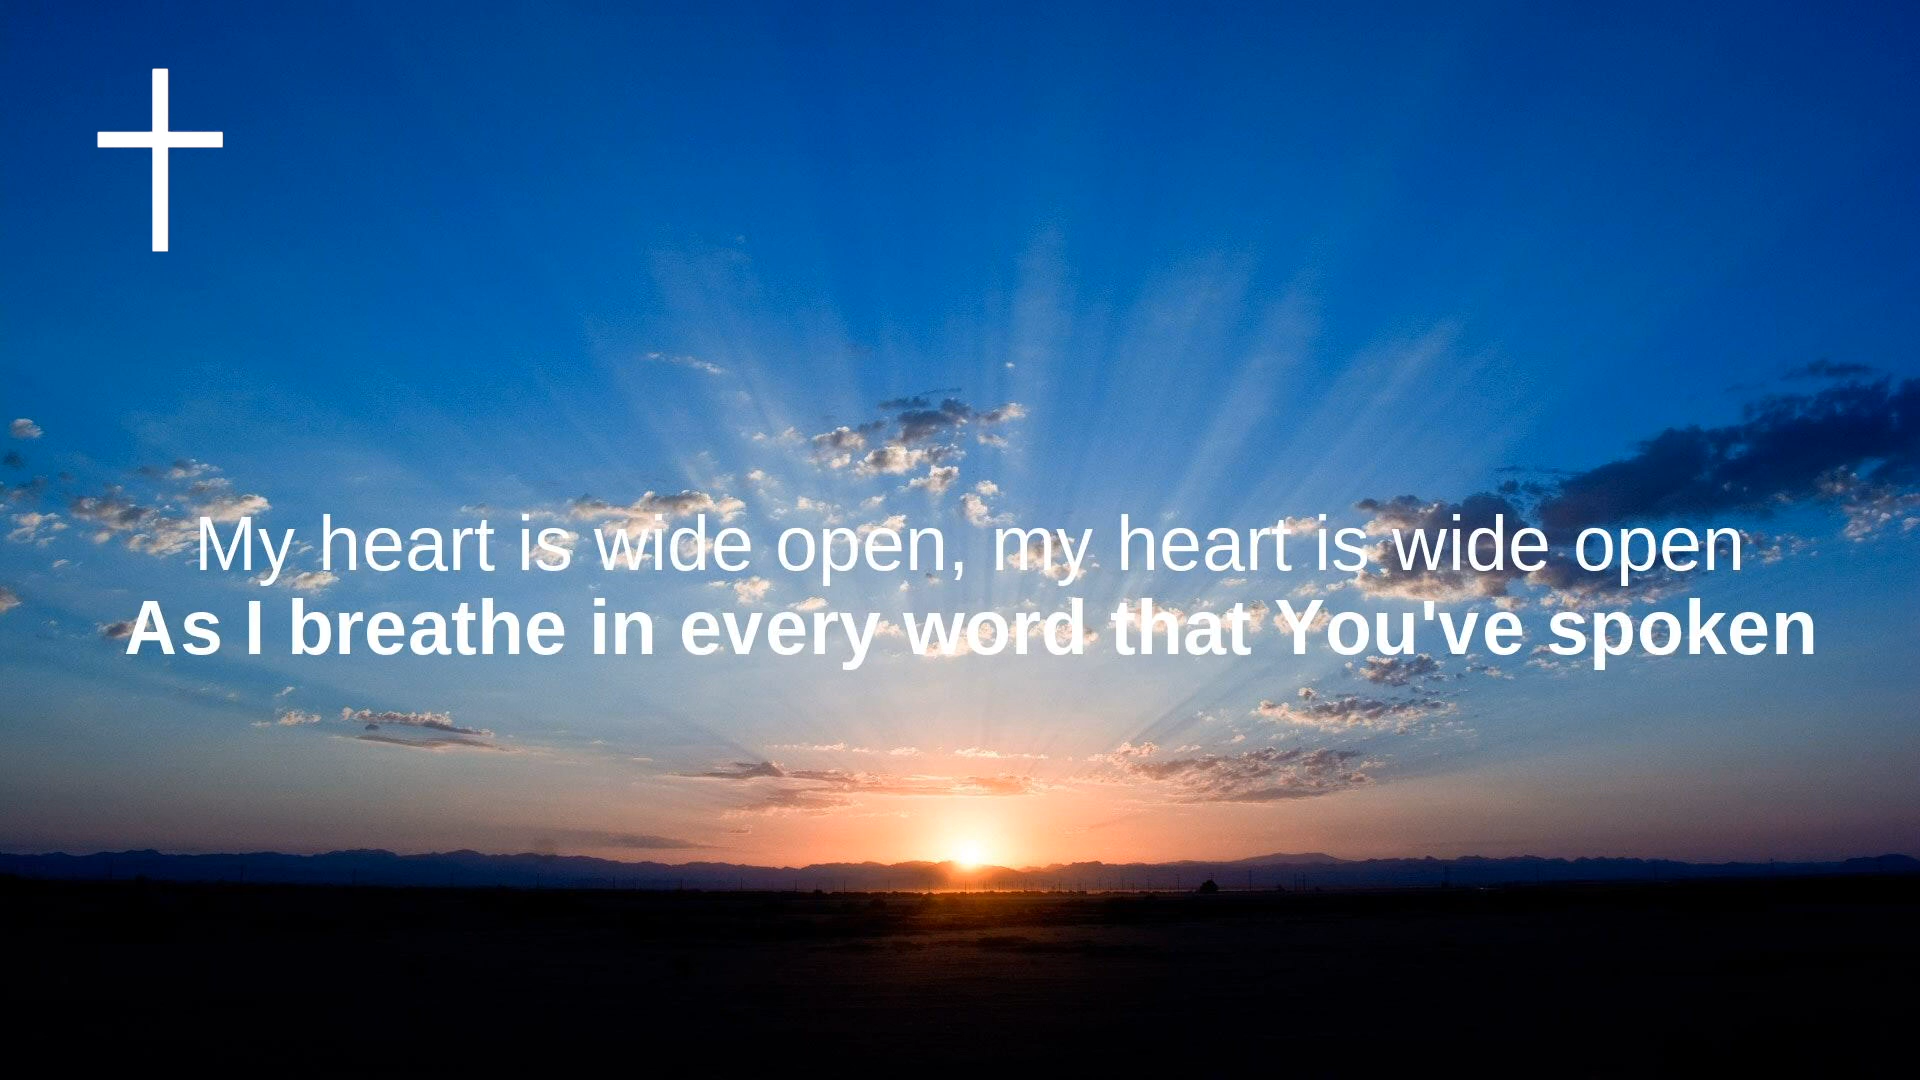 My heart is wide open, my heart is wide open
As I breathe in every word that You've spoken